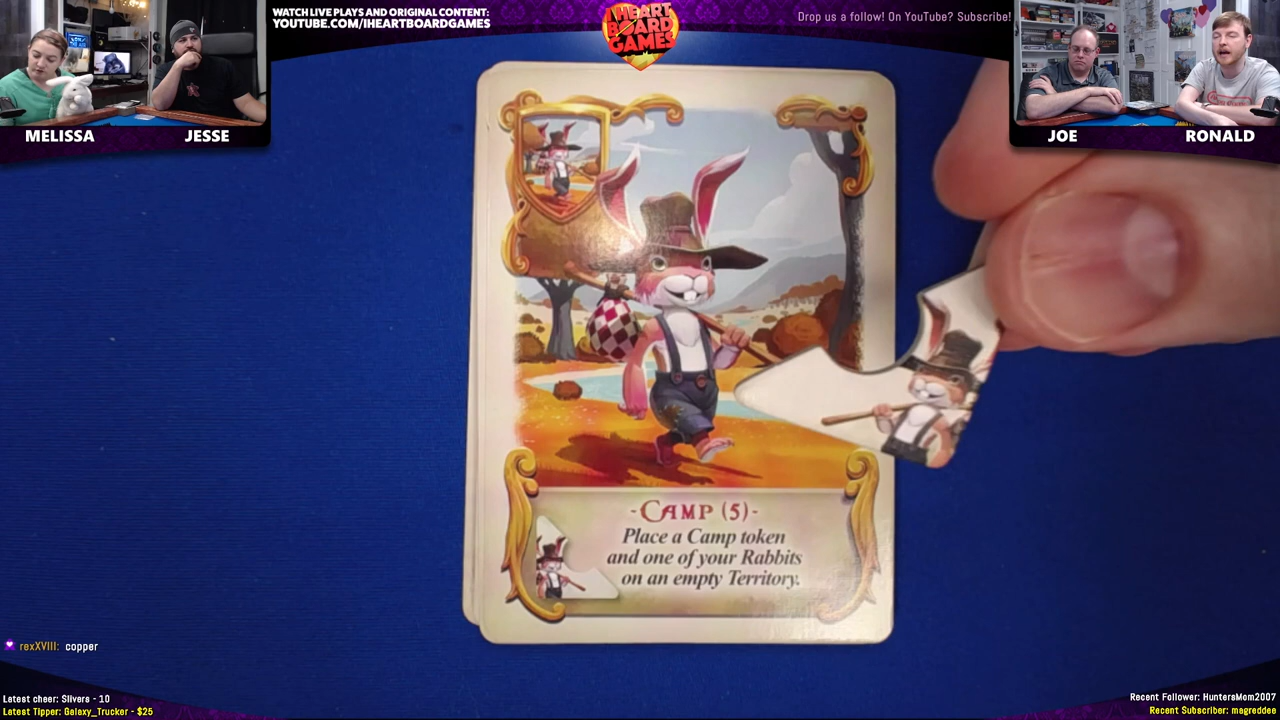 WATCH LIVE PLAYS AND ORIGINAL CONTENT:
YOUTUBE.COM/IHEARTBOARDGAMES
I HEART
BOARD
GAMES
Drop us a follow! On YouTube? Subscribe!
MELISSA
JESSE
JOE
RONALD
-CAMP (5)-
Place a Camp token
and one of your Rabbits
on an empty Territory.
rexXVIII: copper
Latest cheer: Slivers - 10
Latest Tipper: Galaxy_Trucker - $25
Recent Follower: HuntersMom2007
Recent Subscriber: magreddee